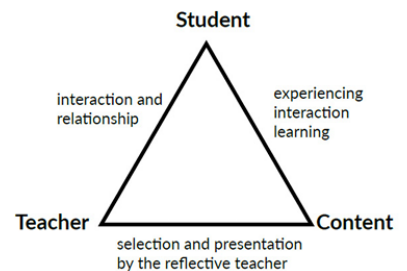 Student
interaction and
relationship
experiencing
interaction
learning
Teacher
Content
selection and presentation
by the reflective teacher